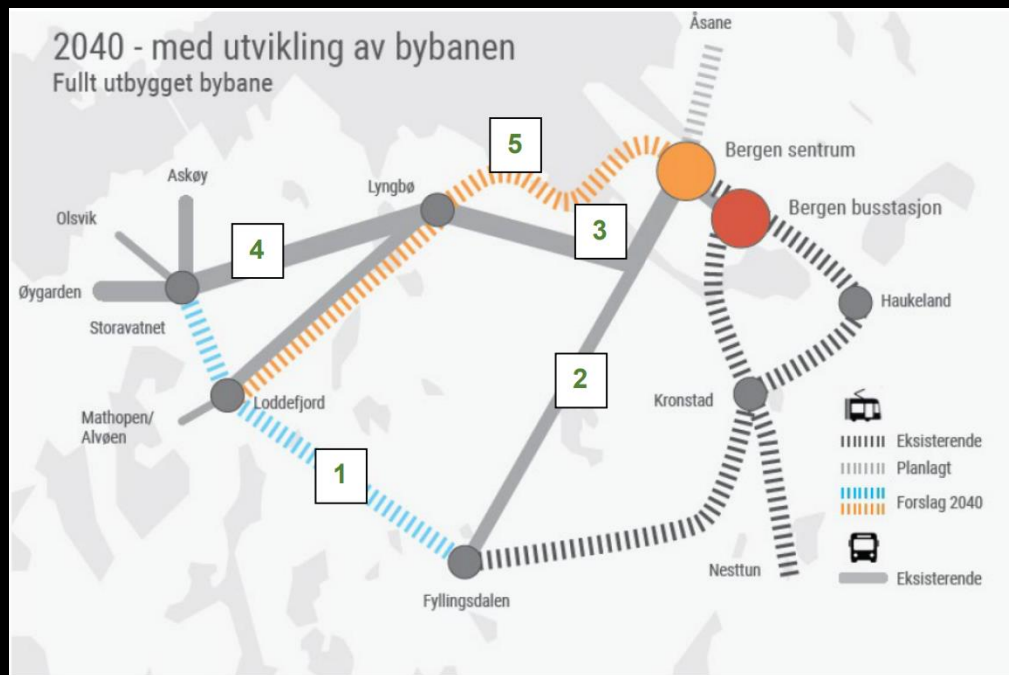 2040 - med utvikling av bybanen
Fullt utbygget bybane
Åsane
5
Bergen sentrum
Askøy
Lyngbø
Bergen busstasjon
Olsvik
3
4
Øygarden
Haukeland
Storavatnet
2
Loddefjord
Kronstad
Mathopen/
Alvøen
Eksisterende
1
Planlagt
Forslag 2040
Nesttun
Eksisterende
Fyllingsdalen